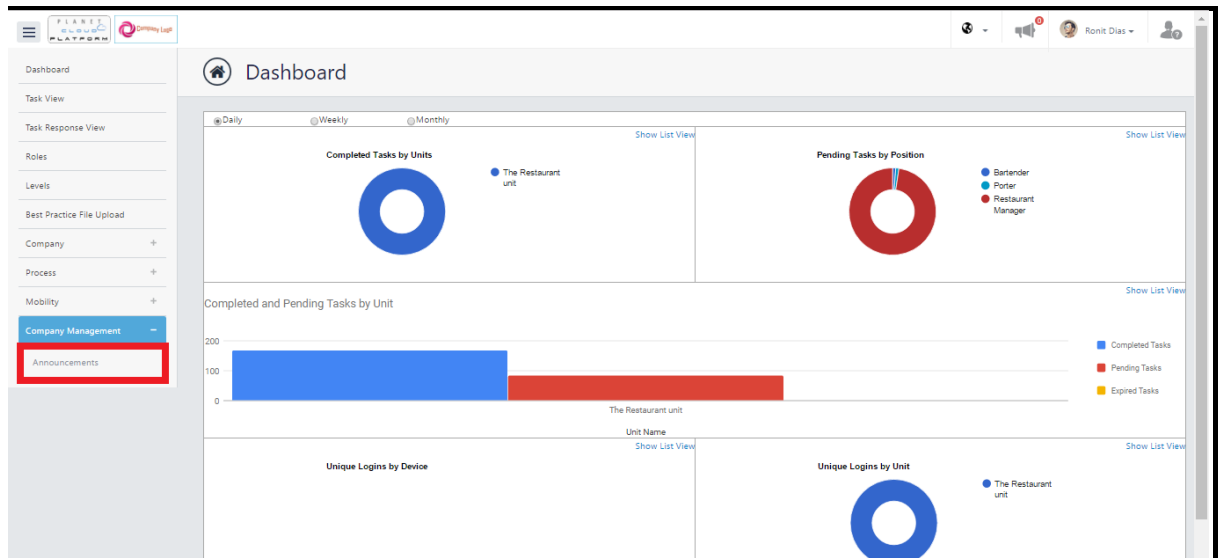 PLANET
CLOUD
PLATFORM
Company Logo
0
Ronit Dias
Dashboard
Task View
Task Response View
Roles
Levels
Best Practice File Upload
Company +
Process +
Mobility +
Company Management −
Announcements
Dashboard
Daily Weekly Monthly
Show List View
Completed Tasks by Units
The Restaurant
unit
Show List View
Pending Tasks by Position
Bartender
Porter
Restaurant
Manager
Show List View
Completed and Pending Tasks by Unit
200
100
0
The Restaurant unit
Unit Name
Completed Tasks
Pending Tasks
Expired Tasks
Show List View
Unique Logins by Device
Show List View
Unique Logins by Unit
The Restaurant
unit